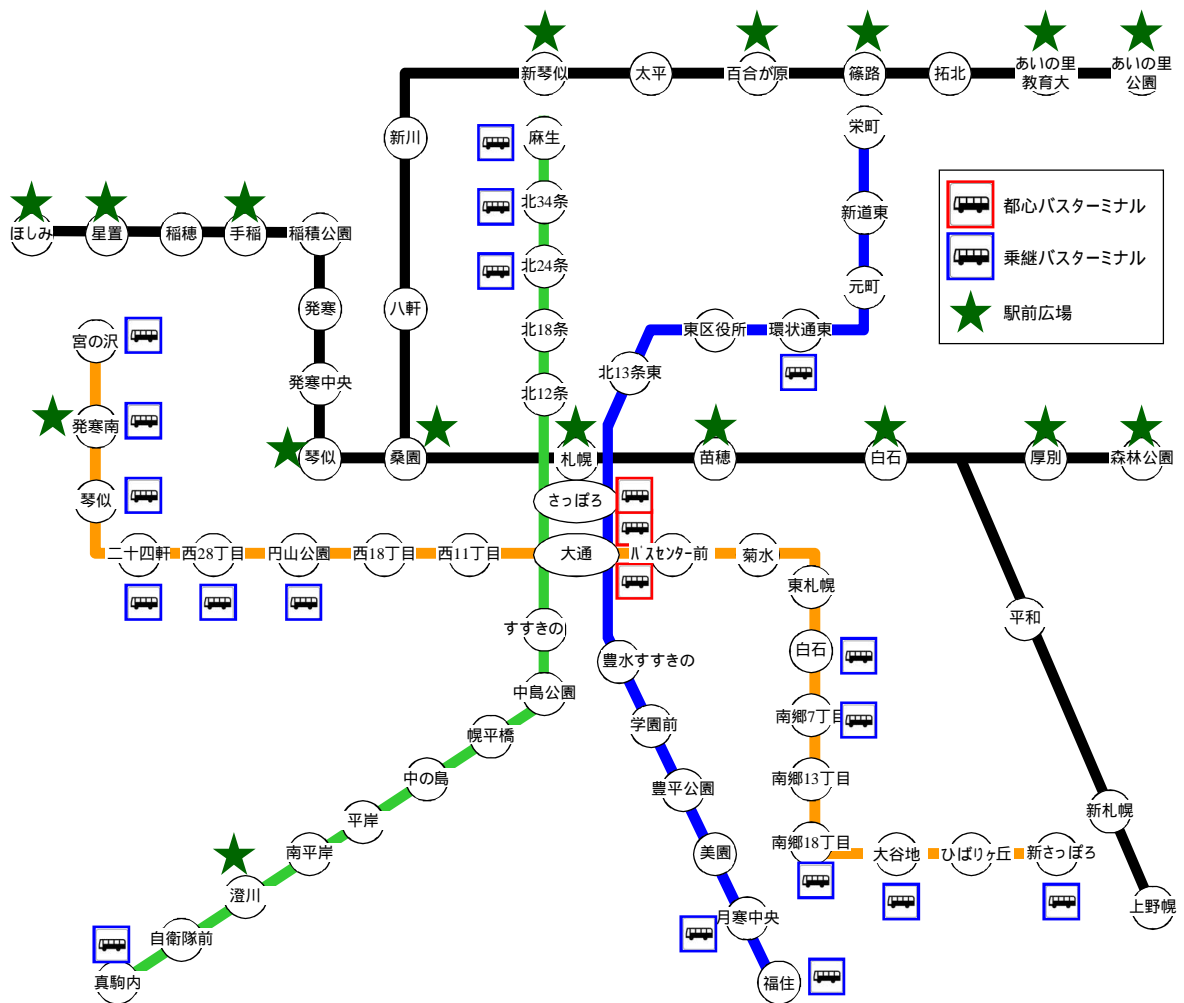 新琴似
太平
百合が原
篠路
拓北
あいの里
教育大
あいの里
公園
新川
麻生
栄町
北34条
新道東
都心バスターミナル
乗継バスターミナル
駅前広場
ほしみ
星置
稲穂
手稲
稲積公園
北24条
元町
発寒
八軒
宮の沢
北18条
東区役所
環状通東
発寒中央
北12条
北13条東
発寒南
琴似
桑園
札幌
苗穂
白石
厚別
森林公園
琴似
さっぽろ
二十四軒
西28丁目
円山公園
西18丁目
西11丁目
大通
バスセンター前
菊水
東札幌
平和
すすきの
豊水すすきの
白石
中島公園
学園前
南郷7丁目
幌平橋
中の島
豊平公園
南郷13丁目
平岸
新札幌
南平岸
美園
南郷18丁目
大谷地
ひばりヶ丘
新さっぽろ
澄川
月寒中央
上野幌
自衛隊前
真駒内
福住